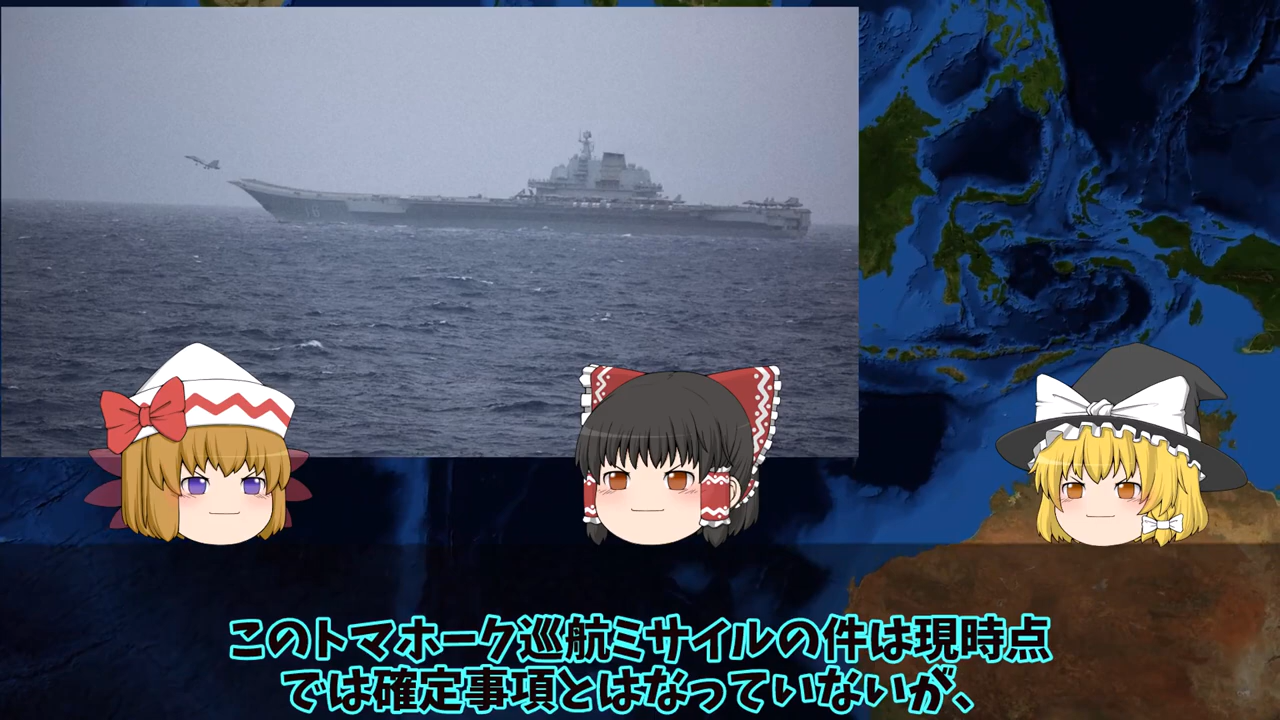 16
このトマホーク巡航ミサイルの件は現時点
では確定事項とはなっていないが、